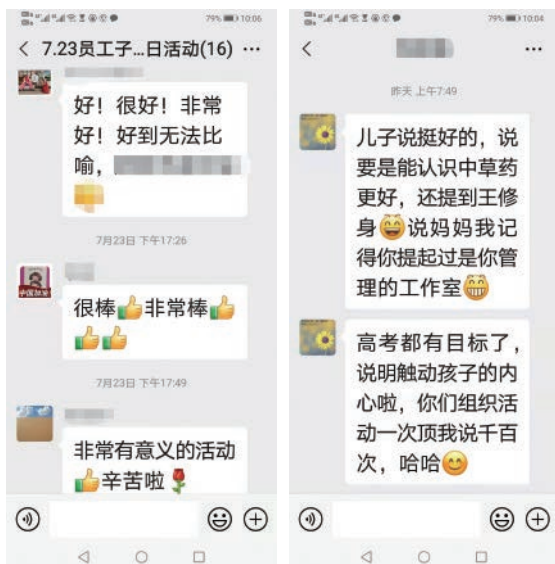 79% 10:06
7.23员工子...日活动(16)
好！很好！非常
好！好到无法比
喻，
7月23日 下午17:26
很棒👍非常棒👍
👍👍
7月23日 下午17:49
非常有意义的活动
👍辛苦啦🌹
79% 10:04
昨天 上午7:49
儿子说挺好的，说
要是能认识中草药
更好，还提到王修
身😄说妈妈我记
得你提起过是你管
理的工作室😁
高考都有目标了，
说明触动孩子的内
心啦，你们组织活
动一次顶我说千百
次，哈哈😊